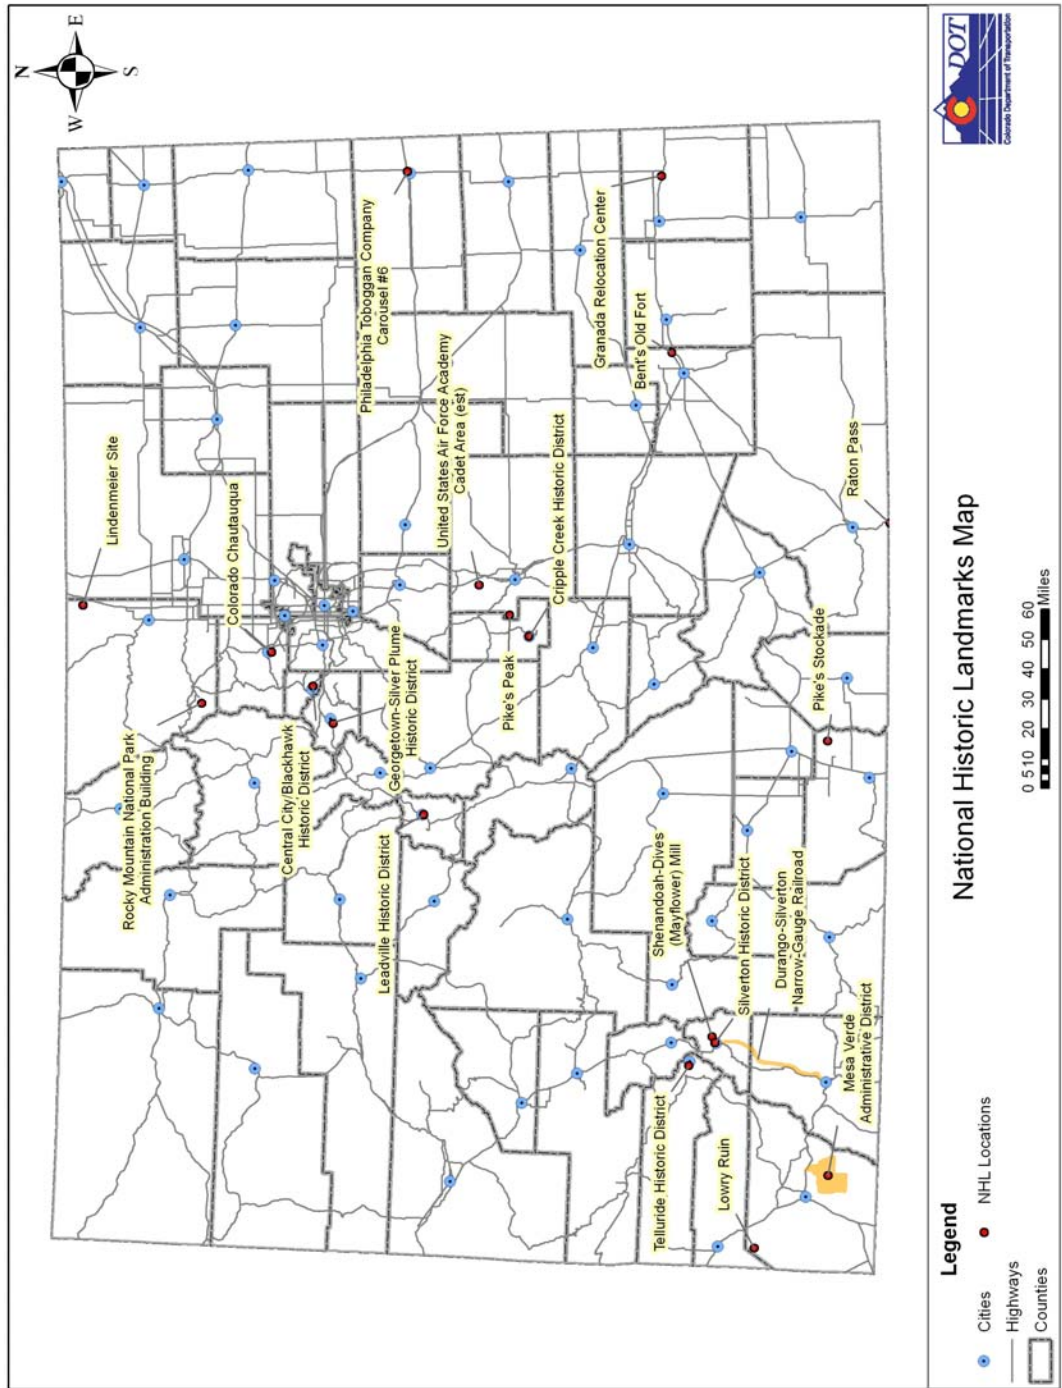 N
W
E
S
Lindenmeier Site
Rocky Mountain National Park
Administration Building
Colorado Chautauqua
Central City/Blackhawk
Historic District
Georgetown-Silver Plume
Historic District
Philadelphia Toboggan Company
Carousel #6
Leadville Historic District
United States Air Force Academy
Cadet Area (est)
Pike's Peak
Cripple Creek Historic District
Granada Relocation Center
Bent's Old Fort
Telluride Historic District
Shenandoah-Dives
(Mayflower) Mill
Lowry Ruin
Silverton Historic District
Durango-Silverton
Narrow-Gauge Railroad
Pike's Stockade
Raton Pass
Mesa Verde
Administrative District
Legend
Cities
NHL Locations
Highways
Counties
National Historic Landmarks Map
0 5 10 20 30 40 50 60
Miles
DOT
Colorado Department of Transportation